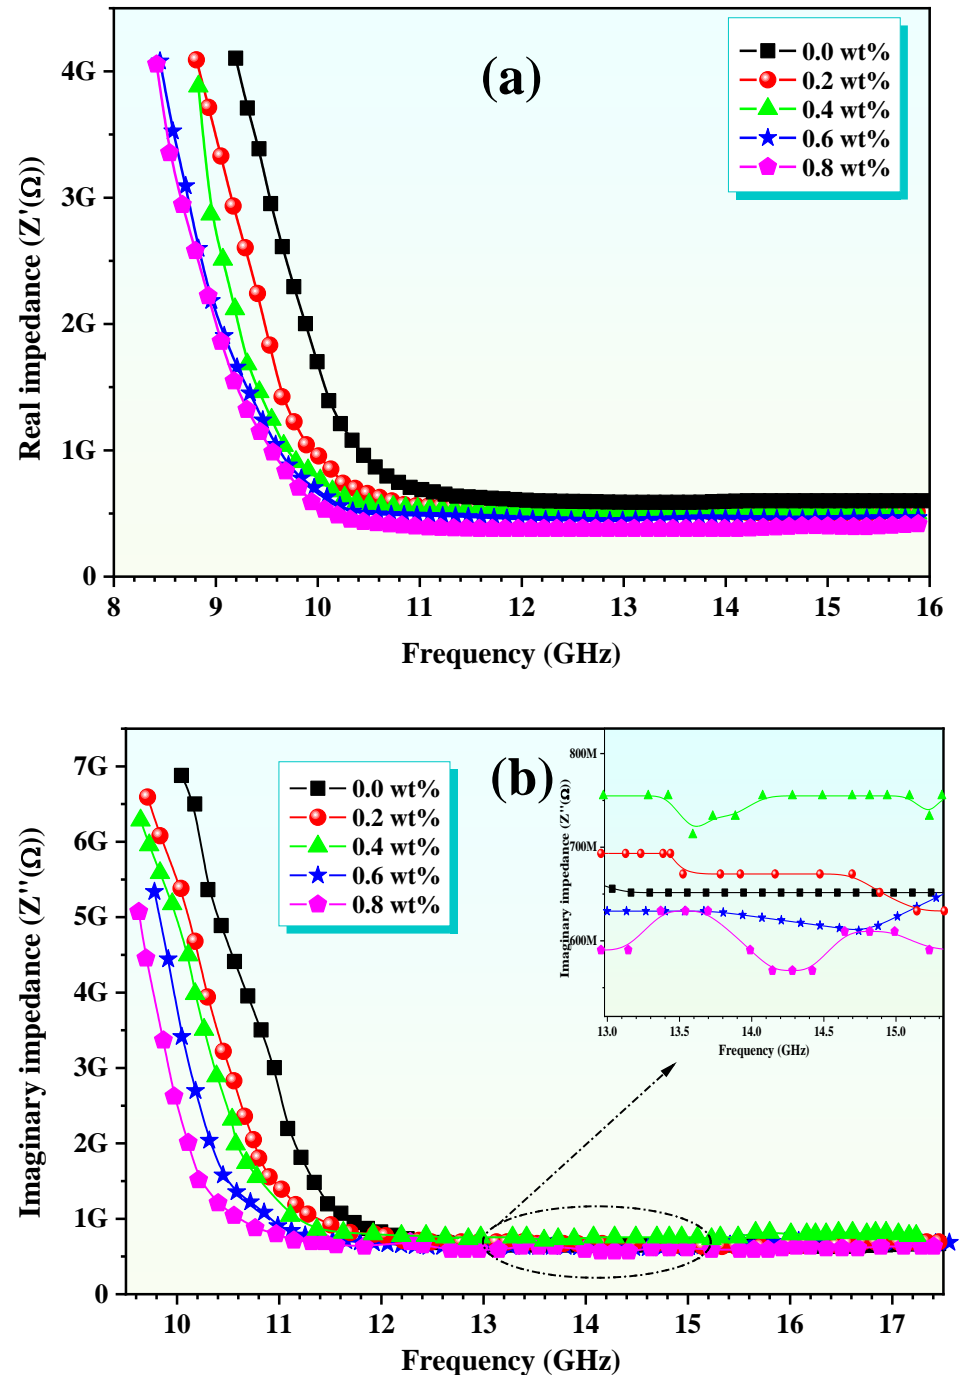 (a)
0.0 wt%
0.2 wt%
0.4 wt%
0.6 wt%
0.8 wt%
Real impedance (Z'(Ω)
4G
3G
2G
1G
0
8 9 10 11 12 13 14 15 16
Frequency (GHz)
(b)
0.0 wt%
0.2 wt%
0.4 wt%
0.6 wt%
0.8 wt%
Imaginary impedance (Z''(Ω)
7G
6G
5G
4G
3G
2G
1G
0
10 11 12 13 14 15 16 17
Frequency (GHz)
Imaginary impedance (Z''(Ω)
800M
700M
600M
13.0 13.5 14.0 14.5 15.0
Frequency (GHz)